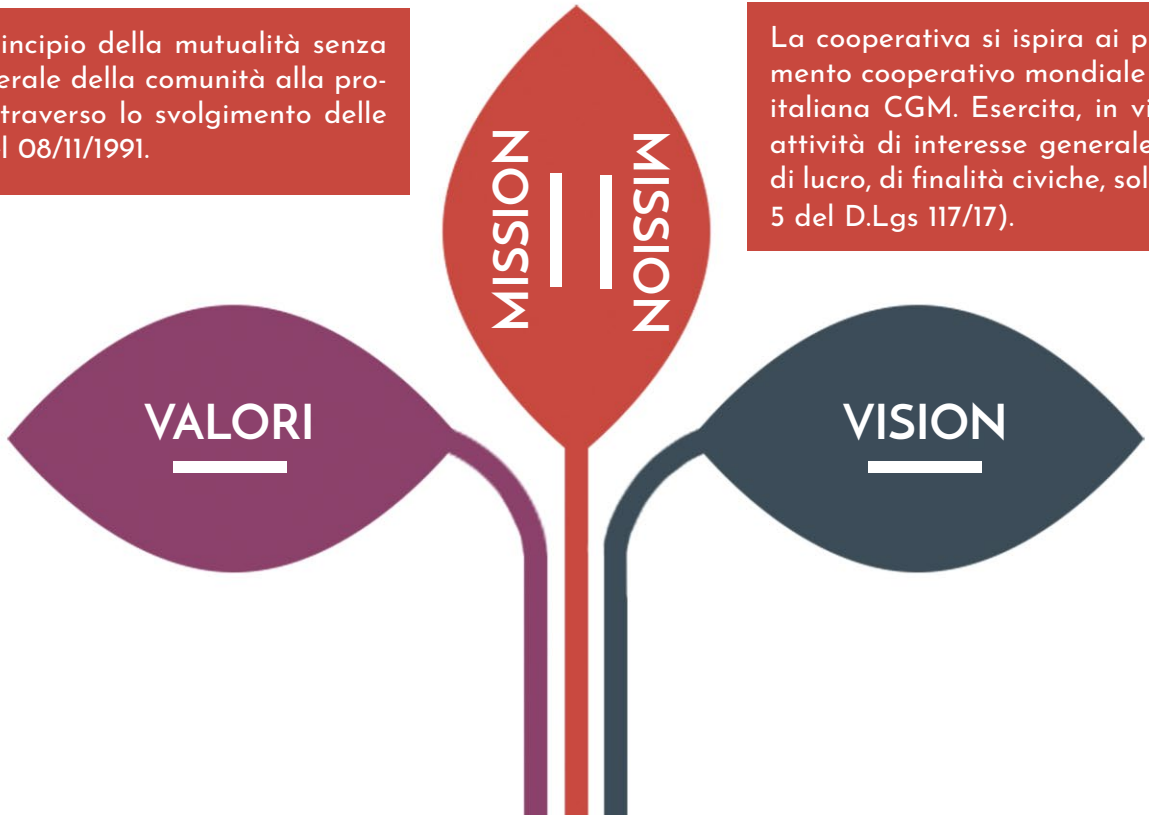 incipio della mutualità senza
erale della comunità alla pro-
traverso lo svolgimento delle
l 08/11/1991.
MISSION
MISSION
La cooperativa si ispira ai p
mento cooperativo mondiale
italiana CGM. Esercita, in vi
attività di interesse generale
di lucro, di finalità civiche, sol
5 del D.Lgs 117/17).
VALORI
VISION